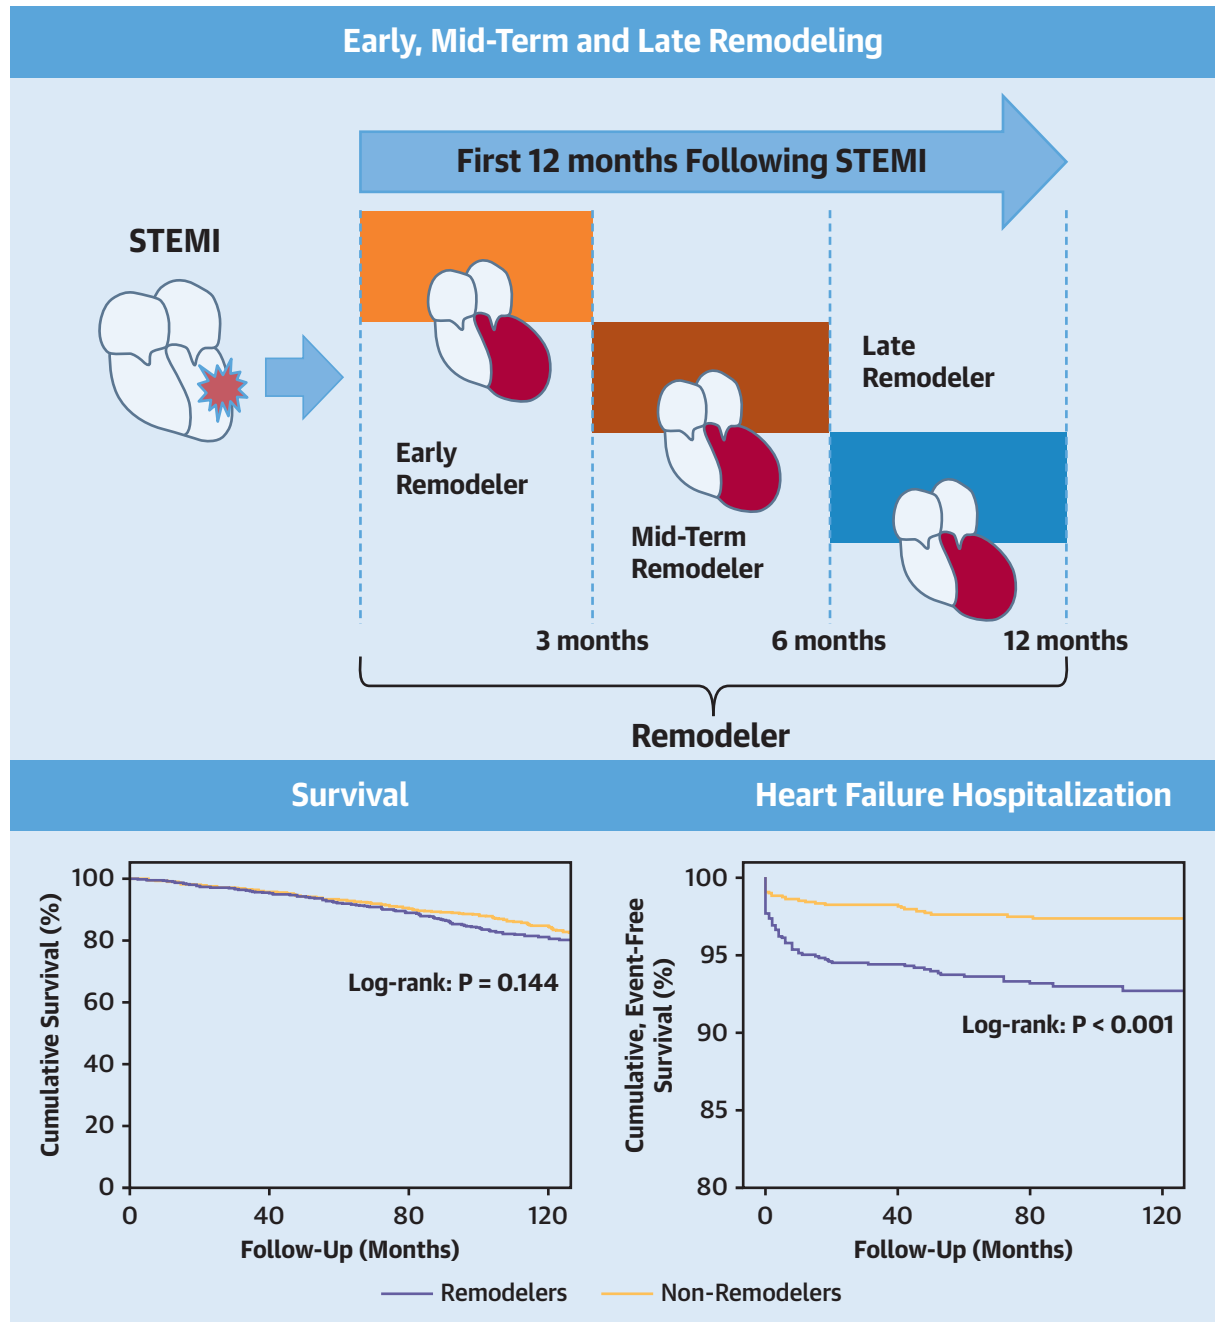 Early, Mid-Term and Late Remodeling
First 12 months Following STEMI
STEMI
Early
Remodeler
Mid-Term
Remodeler
Late
Remodeler
3 months
6 months
12 months
Remodeler
Survival
Cumulative Survival (%)
100
80
60
40
20
0
Log-rank: P = 0.144
0
40
80
120
Follow-Up (Months)
Heart Failure Hospitalization
Cumulative, Event-Free
Survival (%)
100
95
90
85
80
Log-rank: P < 0.001
0
40
80
120
Follow-Up (Months)
Remodelers
Non-Remodelers